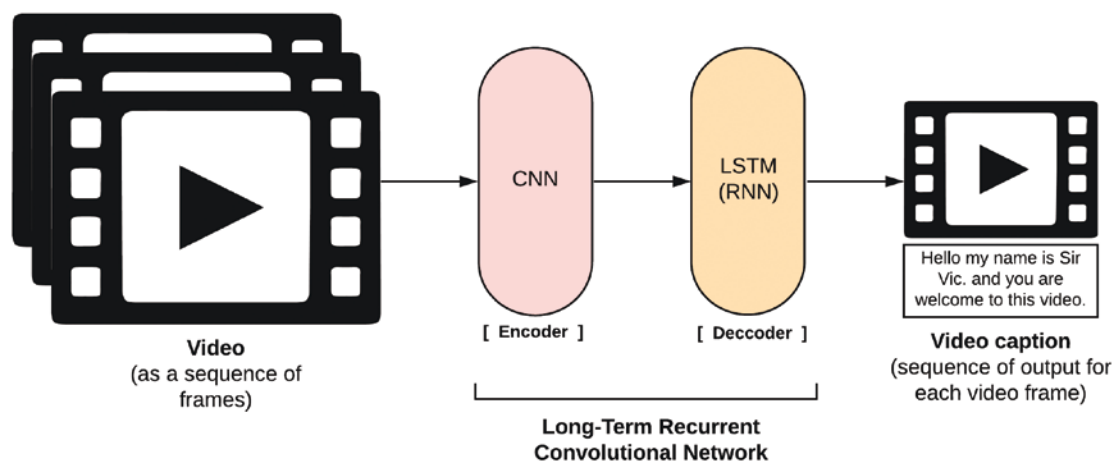 Video
(as a sequence of
frames)
CNN
[ Encoder ]
LSTM
(RNN)
[ Deccoder ]
Long-Term Recurrent
Convolutional Network
Hello my name is Sir
Vic. and you are
welcome to this video.
Video caption
(sequence of output for
each video frame)